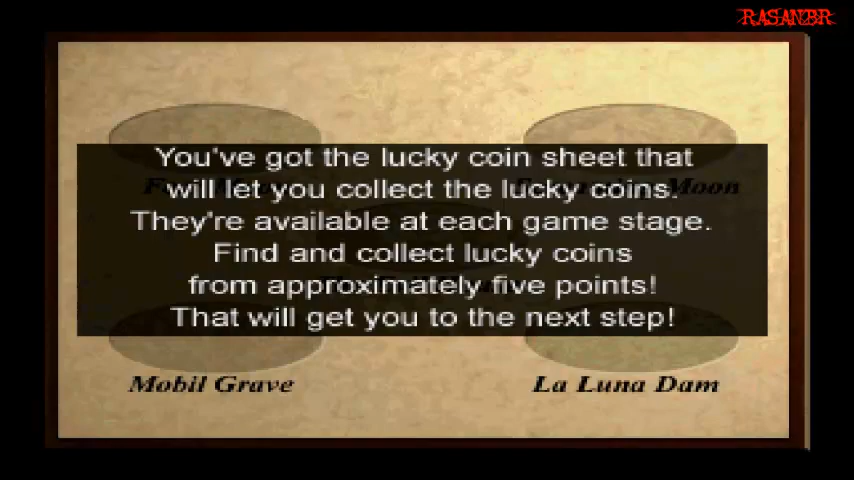 RASANBR
You've got the lucky coin sheet that
will let you collect the lucky coins.
They're available at each game stage.
Find and collect lucky coins
from approximately five points!
That will get you to the next step!
Moon
Mobil Grave
La Luna Dam